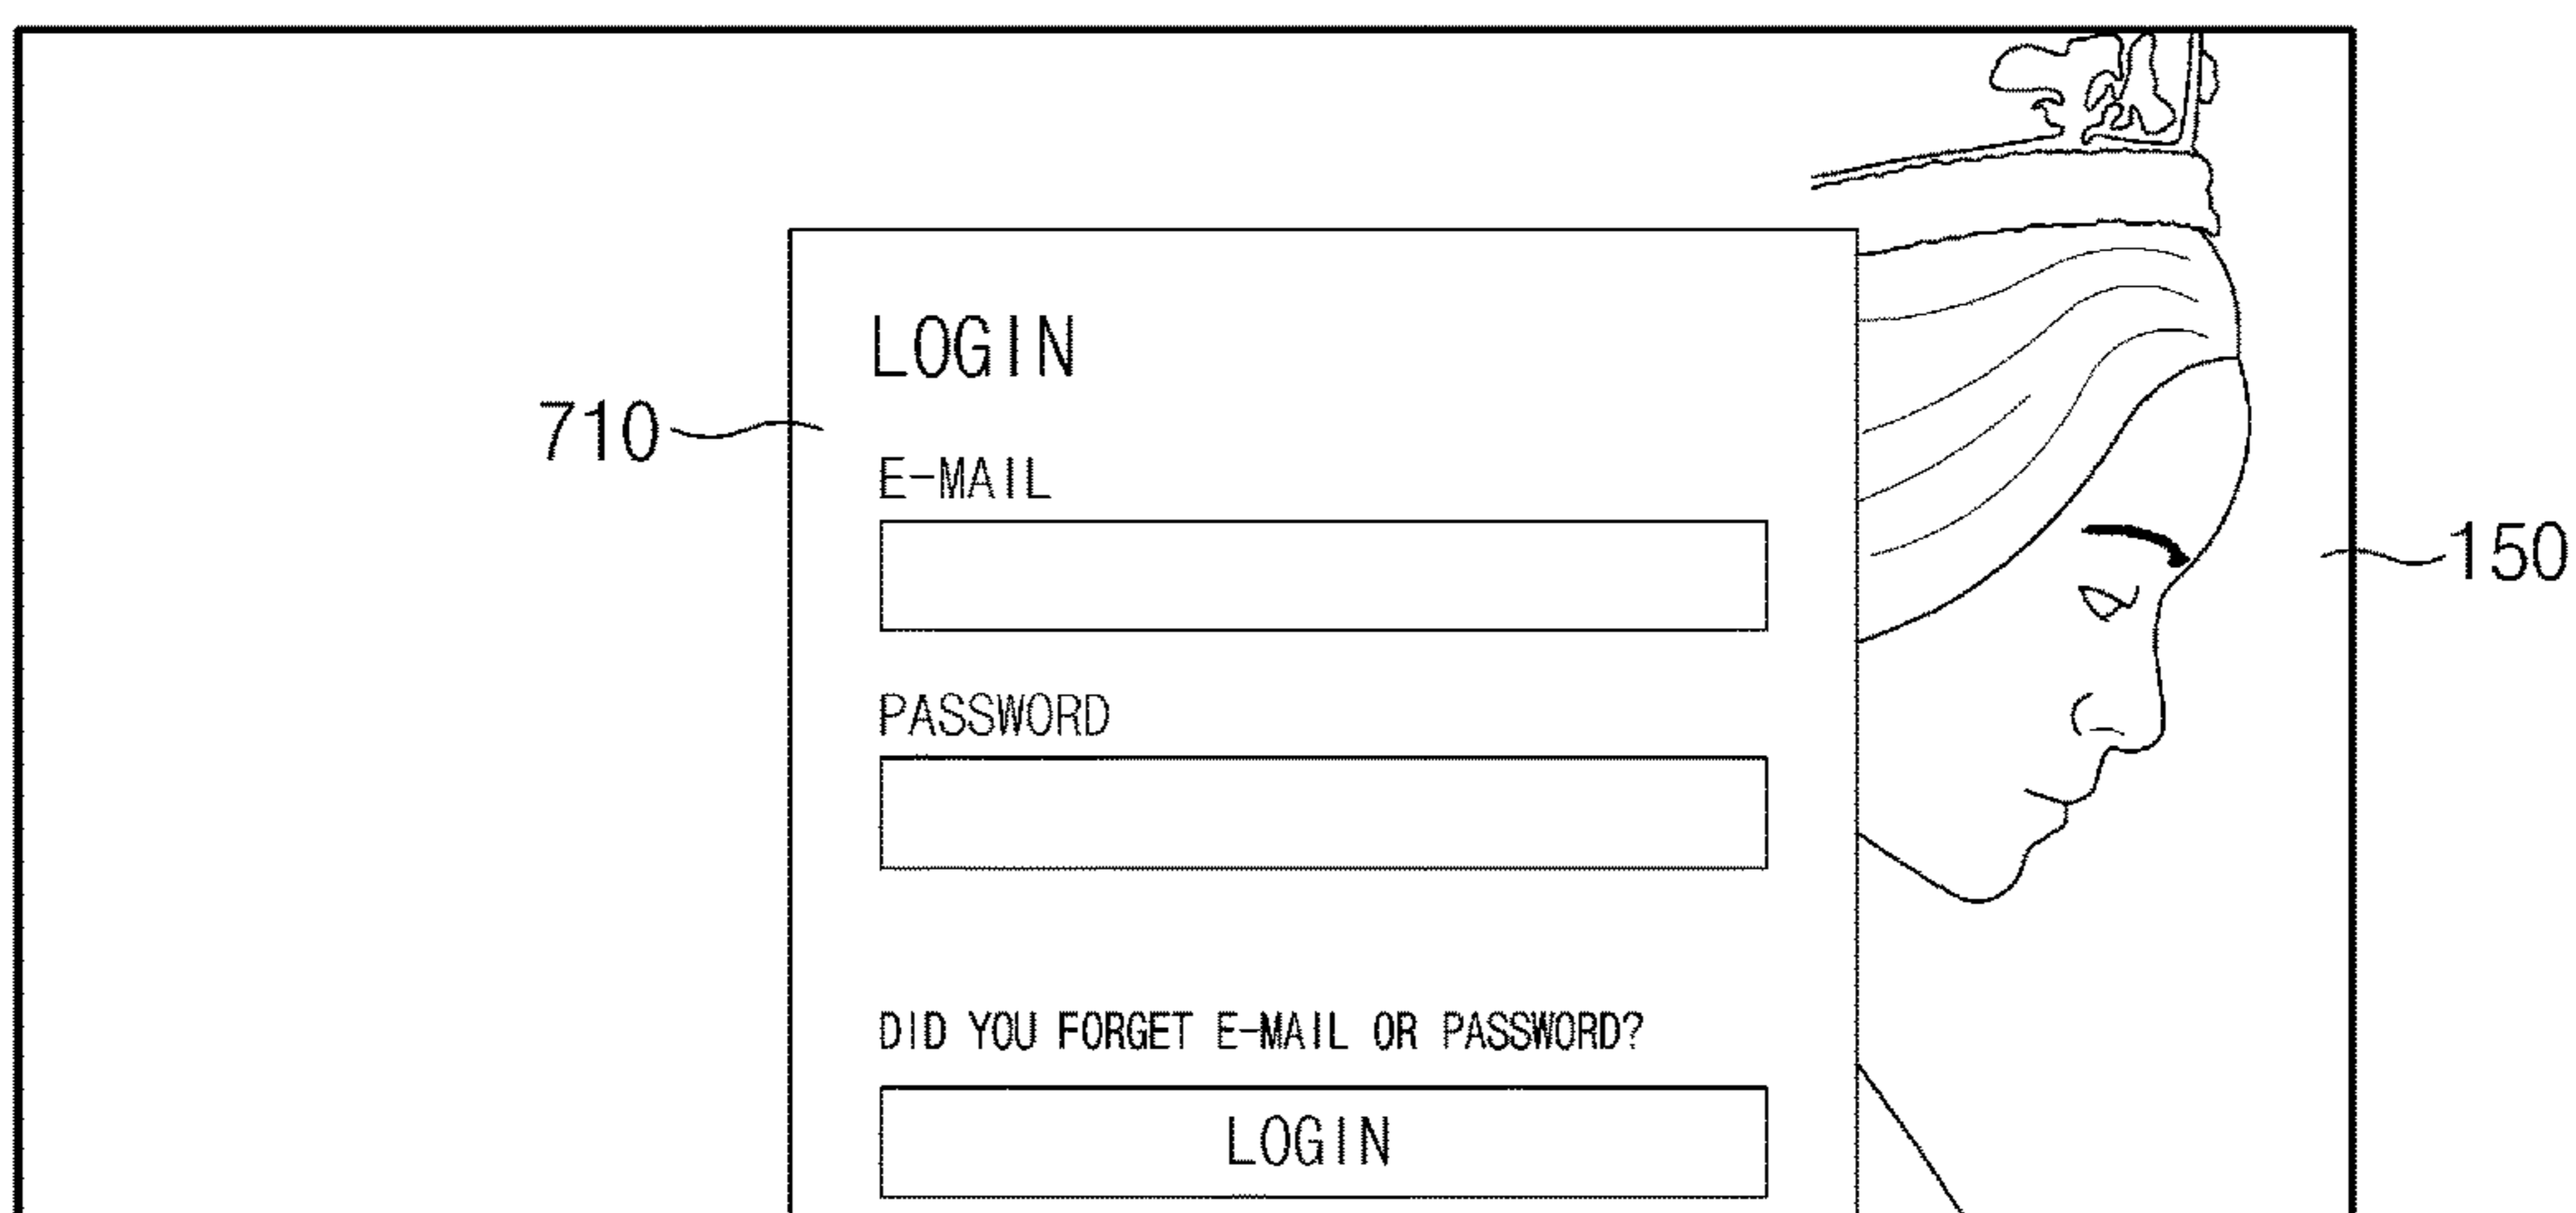 LOGIN
710
E-MAIL
150
PASSWORD
DID YOU FORGET E-MAIL OR PASSWORD?
LOGIN